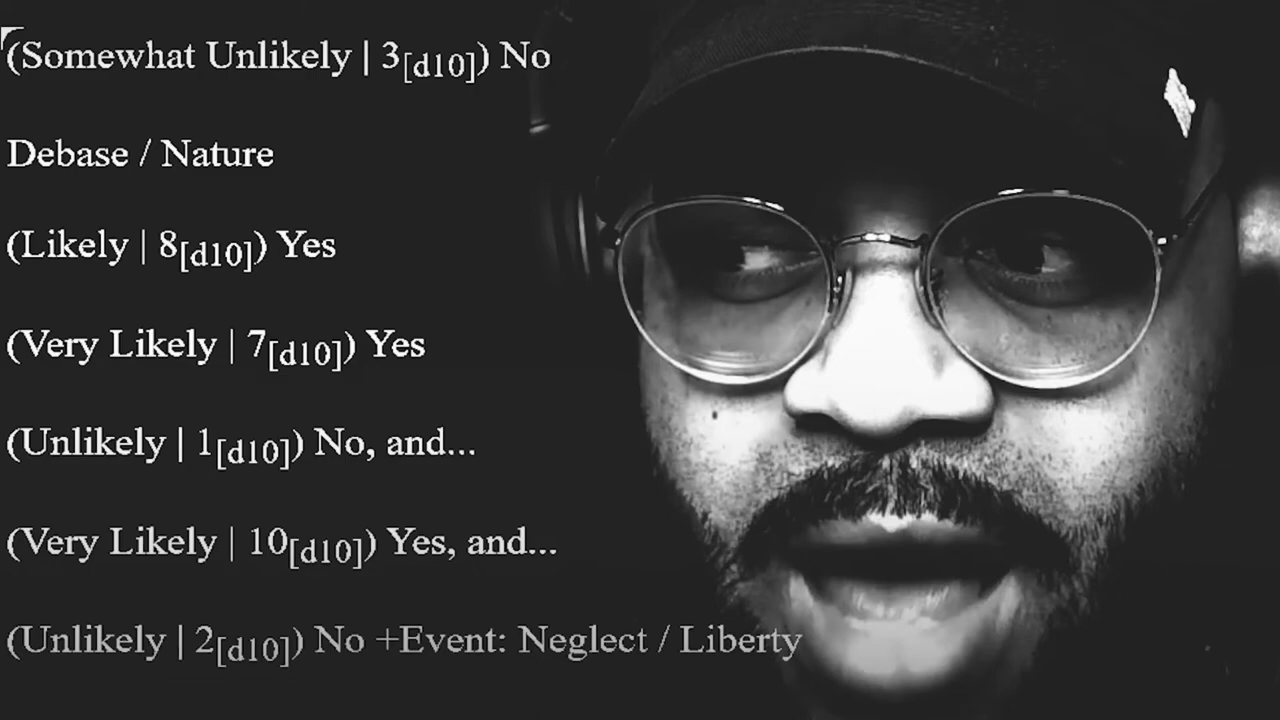 (Somewhat Unlikely | 3[d10]) No
Debase / Nature
(Likely | 8[d10]) Yes
(Very Likely | 7[d10]) Yes
(Unlikely | 1[d10]) No, and...
(Very Likely | 10[d10]) Yes, and...
(Unlikely | 2[d10]) No +Event: Neglect / Liberty